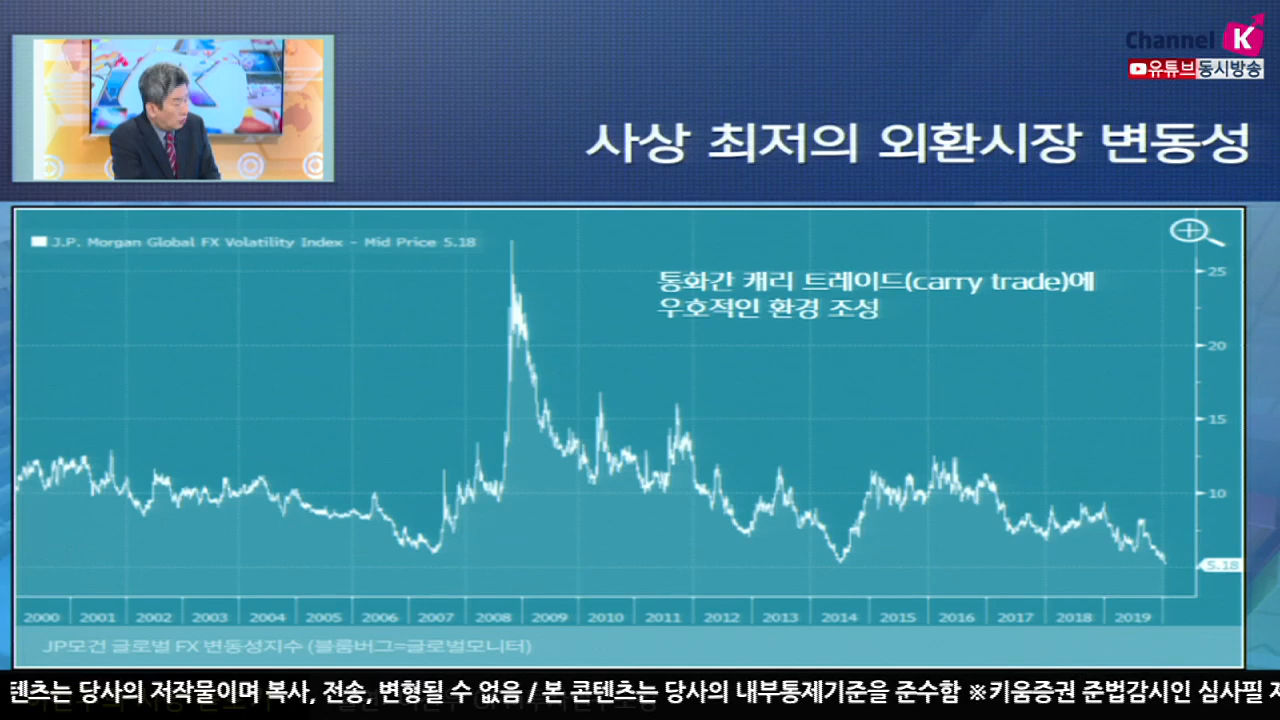 Channel K
유튜브 동시방송
사상 최저의 외환시장 변동성
J.P. Morgan Global FX Volatility Index - Mid Price 5.18
통화간 캐리 트레이드(carry trade)에
우호적인 환경 조성
25
20
15
10
5.18
2000 2001 2002 2003 2004 2005 2006 2007 2008 2009 2010 2011 2012 2013 2014 2015 2016 2017 2018 2019
JP모건 글로벌 FX 변동성지수 (블룸버그=글로벌모니터)
텐츠는 당사의 저작물이며 복사, 전송, 변형될 수 없음 / 본 콘텐츠는 당사의 내부통제기준을 준수함 ※키움증권 준법감시인 심사필